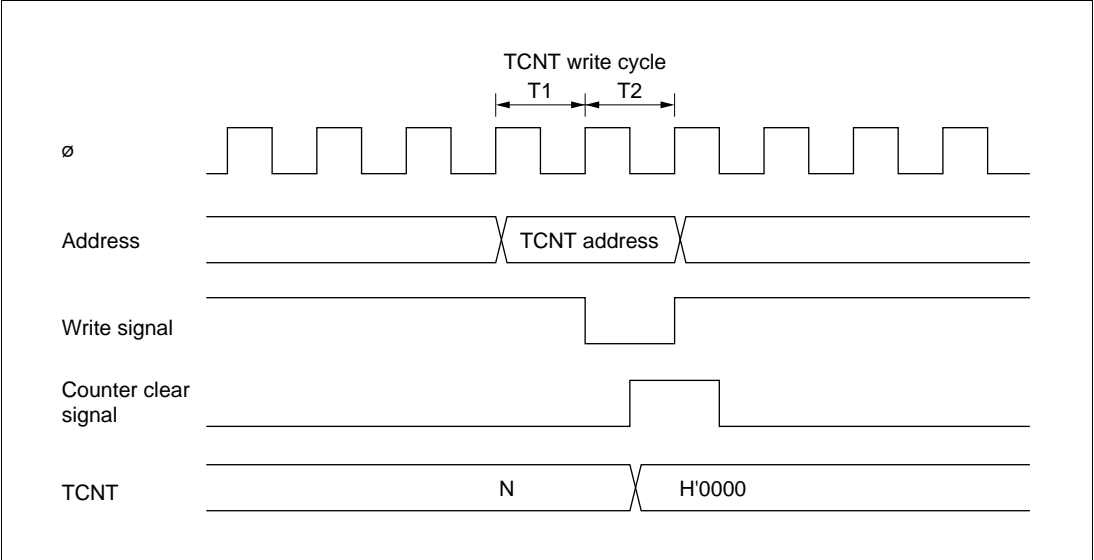 TCNT write cycle
T1 T2
ø
Address TCNT address
Write signal
Counter clear
signal
TCNT N H'0000